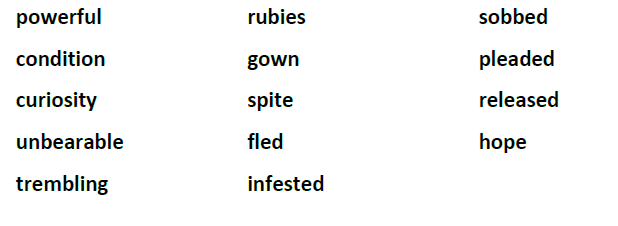 powerful rubies sobbed
condition gown pleaded
curiosity spite released
unbearable fled hope
trembling infested